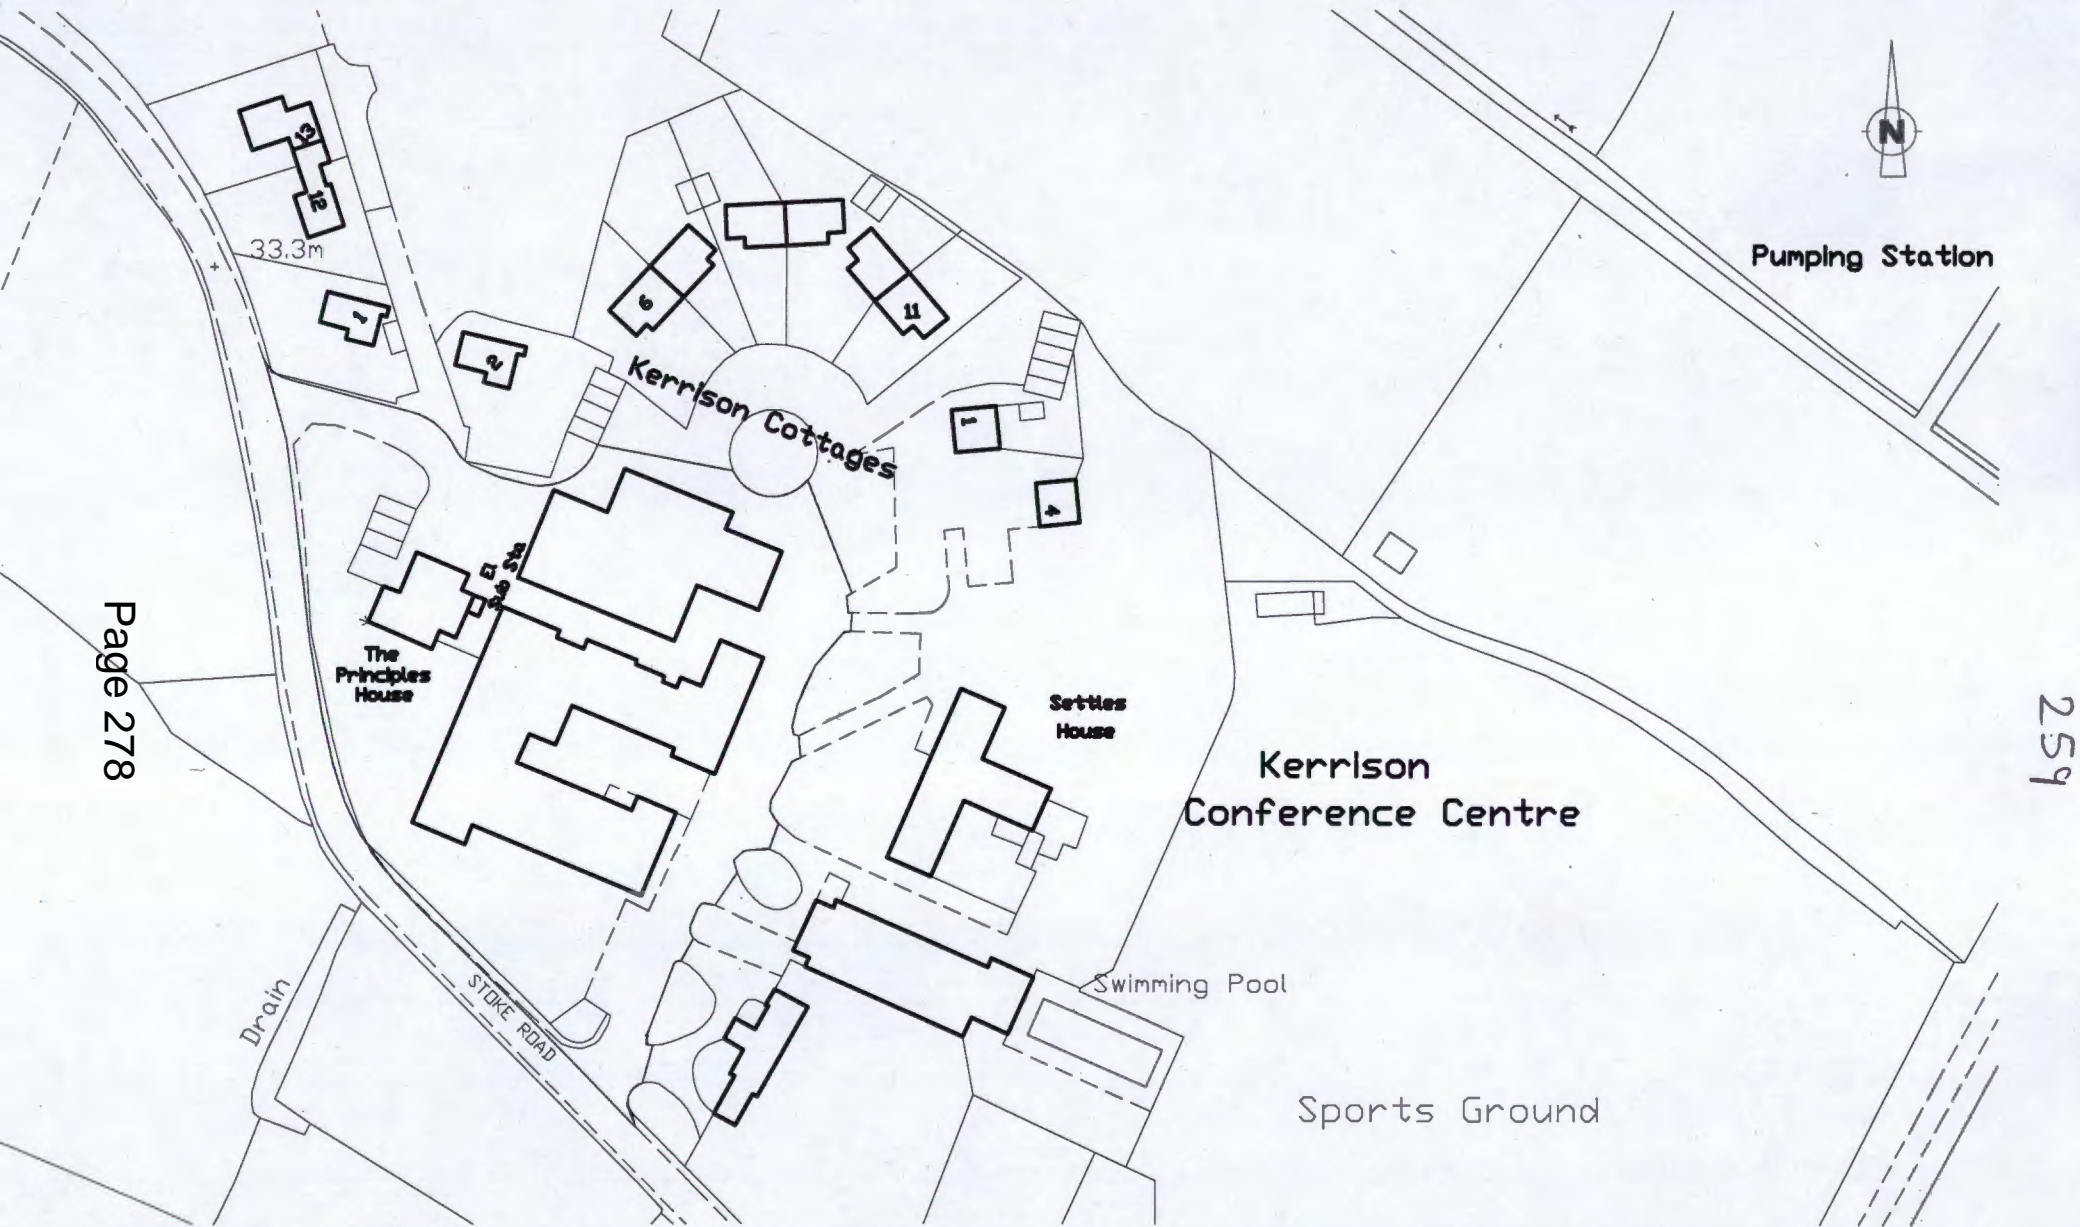 N
13
12
33.3m
1
2
6
11
Kerrison Cottages
1
4
Pumping Station
El
Sub Sta
The
Principles
House
Settles
House
Kerrison
Conference Centre
Swimming Pool
Sports Ground
STOKE ROAD
Drain
Page 278
259